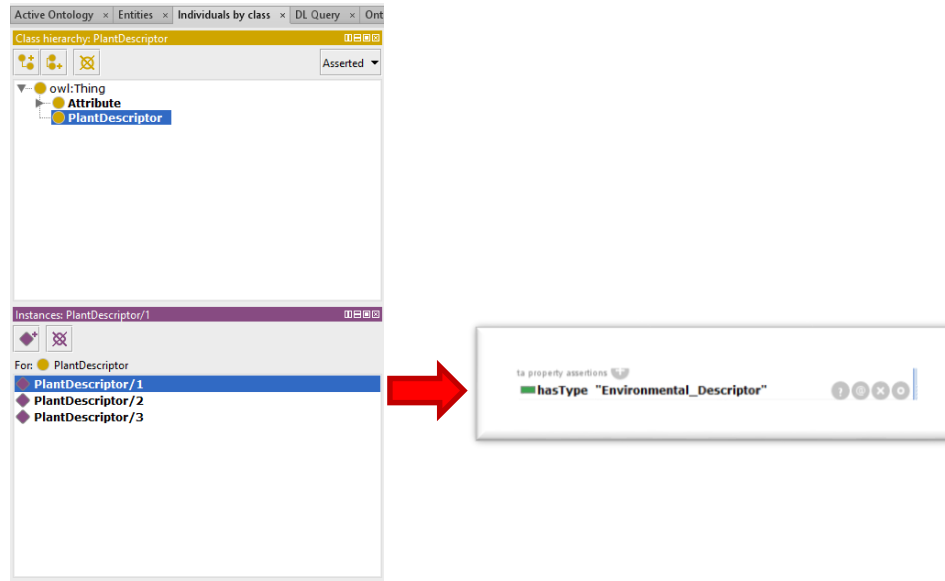 Active Ontology × Entities × Individuals by class × DL Query × Ont
Class hierarchy: PlantDescriptor
Asserted
owl:Thing
Attribute
PlantDescriptor
Instances: PlantDescriptor/1
For: PlantDescriptor
PlantDescriptor/1
PlantDescriptor/2
PlantDescriptor/3
ta property assertions
hasType "Environmental_Descriptor"